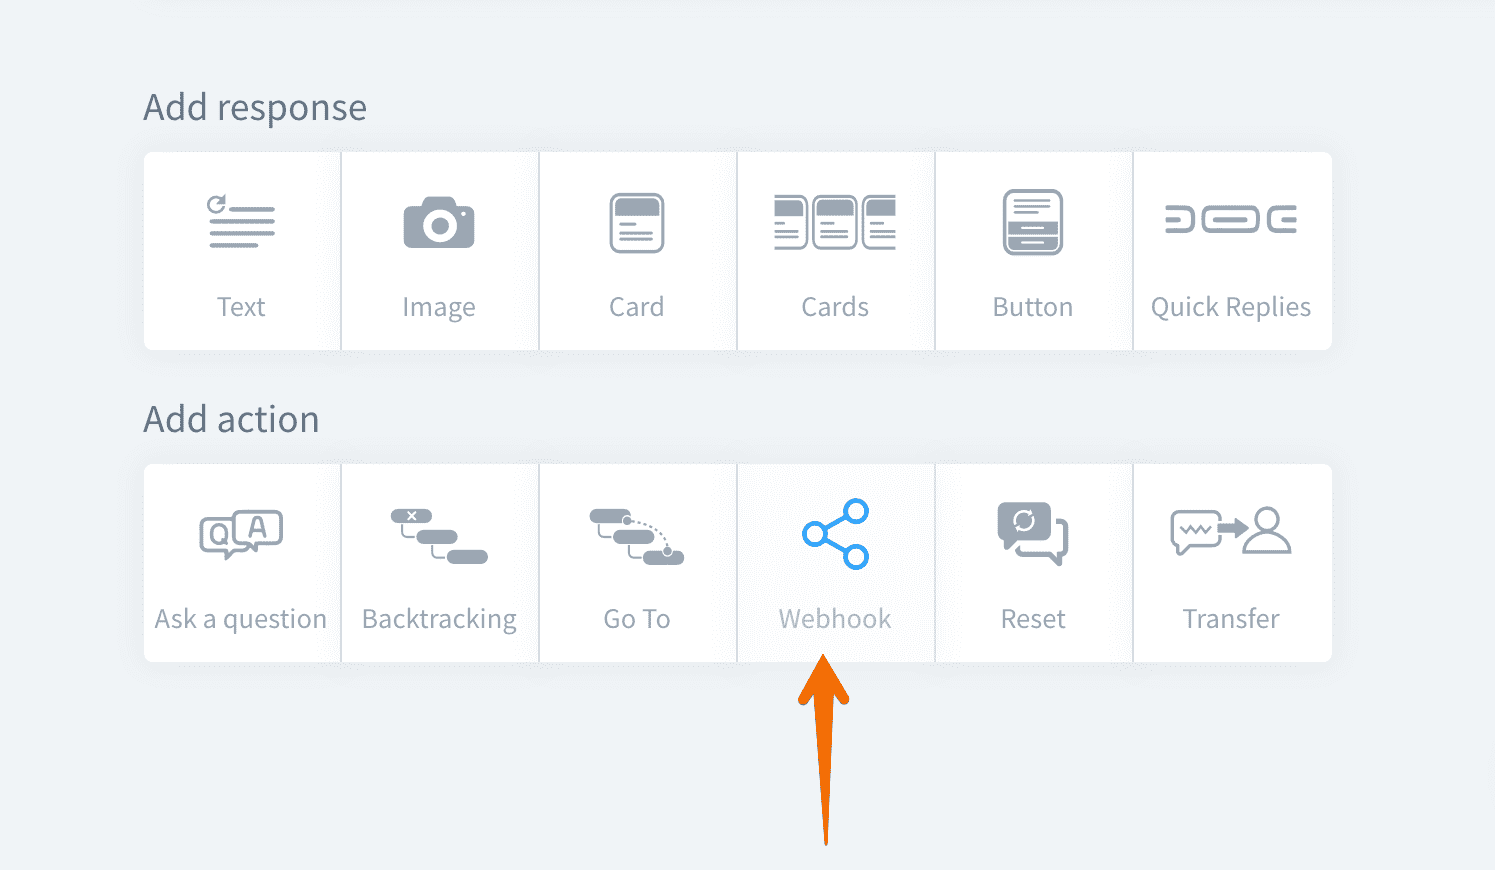 Add response
Text
Image
Card
Cards
Button
Quick Replies
Add action
Q A
Ask a question
Backtracking
Go To
Webhook
Reset
Transfer